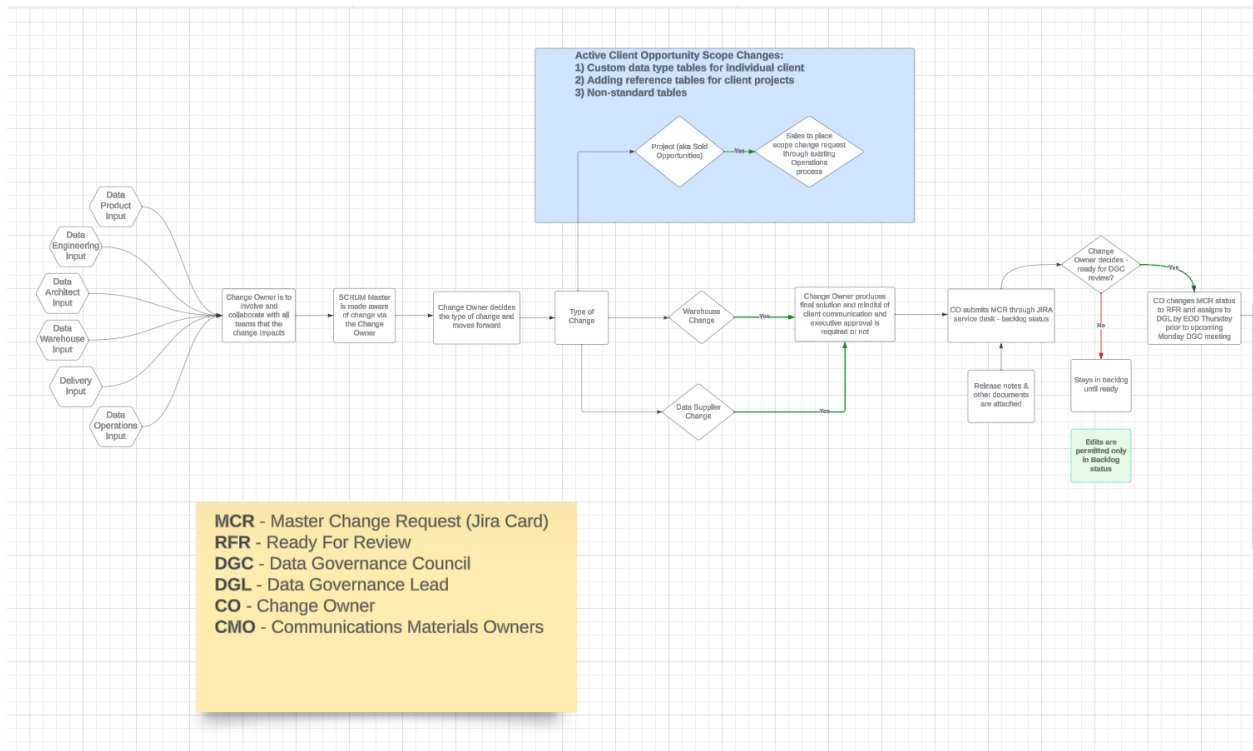 Active Client Opportunity Scope Changes:
1) Custom data type tables for individual client
2) Adding reference tables for client projects
3) Non-standard tables
Project (aka Sold
Opportunities)
Yes
Sales to place
scope change request
through existing
Operations
process
Data
Product
Input
Data
Engineering
Input
Data
Architect
Input
Data
Warehouse
Input
Delivery
Input
Data
Operations
Input
Change Owner is to
involve and
collaborate with all
teams that the
change impacts
SCRUM Master
is made aware
of change via
the Change
Owner
Change Owner decides
the type of change and
moves forward
Type of
Change
Warehouse
Change
Yes
Data Supplier
Change
Yes
Change Owner produces
final solution and mindful of
client communication and
executive approval is
required or not
CO submits MCR through JIRA
service desk - backlog status
Release notes &
other documents
are attached
Change
Owner decides -
ready for DGC
review?
Yes
No
CO changes MCR status
to RFR and assigns to
DGL by EOD Thursday
prior to upcoming
Monday DGC meeting
Stays in backlog
until ready
Edits are
permitted only
in Backlog
status
MCR - Master Change Request (Jira Card)
RFR - Ready For Review
DGC - Data Governance Council
DGL - Data Governance Lead
CO - Change Owner
CMO - Communications Materials Owners